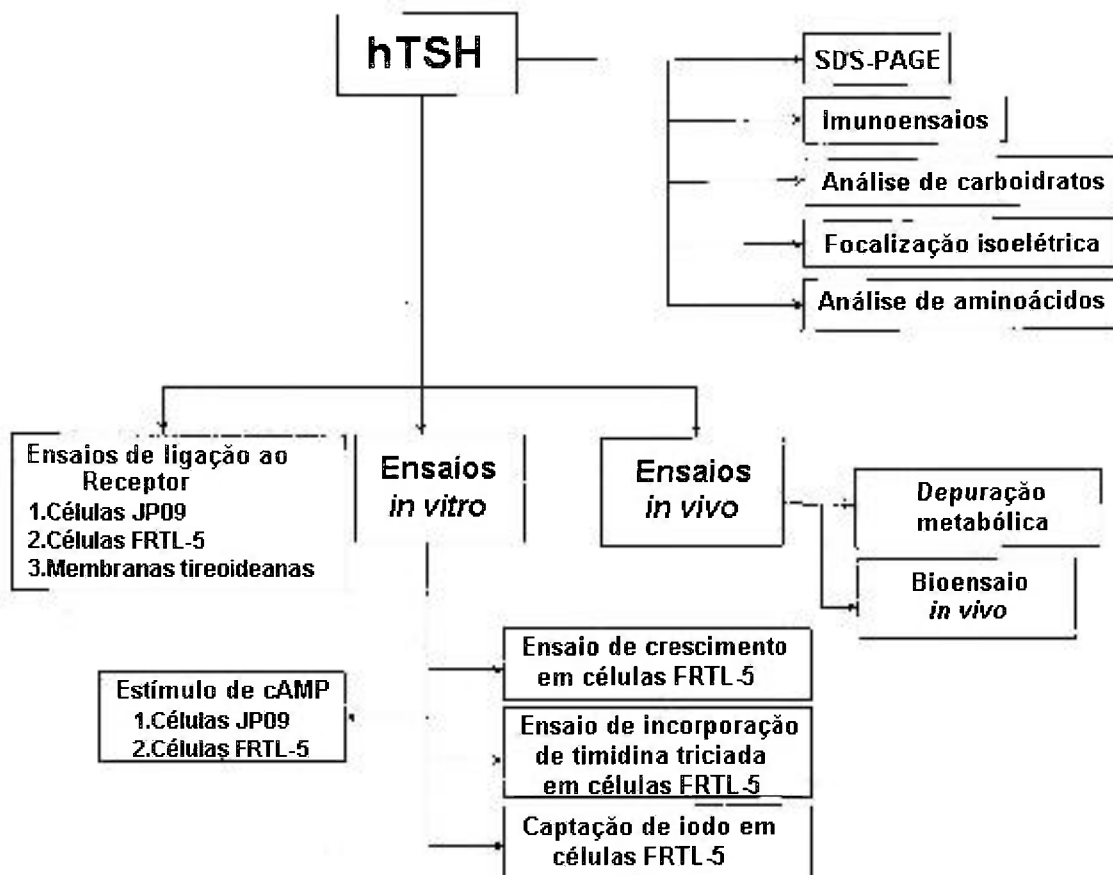 hTSH
SDS-PAGE
Imunoensaios
Análise de carboidratos
Focalização isoelétrica
Análise de aminoácidos
Ensaios de ligação ao
Receptor
1.Células JP09
2.Células FRTL-5
3.Membranas tireoideanas
Ensaios
in vitro
Ensaios
in vivo
Depuração
metabólica
Bioensaio
in vivo
Estímulo de cAMP
1.Células JP09
2.Células FRTL-5
Ensaio de crescimento
em células FRTL-5
Ensaio de incorporação
de timidina triciada
em células FRTL-5
Captação de iodo em
células FRTL-5